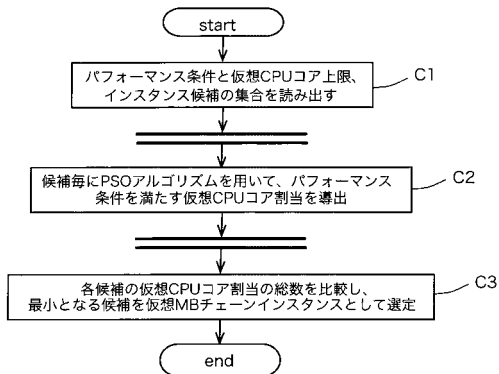 start
パフォーマンス条件と仮想CPUコア上限、
インスタンス候補の集合を読み出す
C1
候補毎にPSOアルゴリズムを用いて、パフォーマンス
条件を満たす仮想CPUコア割当を導出
C2
各候補の仮想CPUコア割当の総数を比較し、
最小となる候補を仮想MBチェーンインスタンスとして選定
C3
end